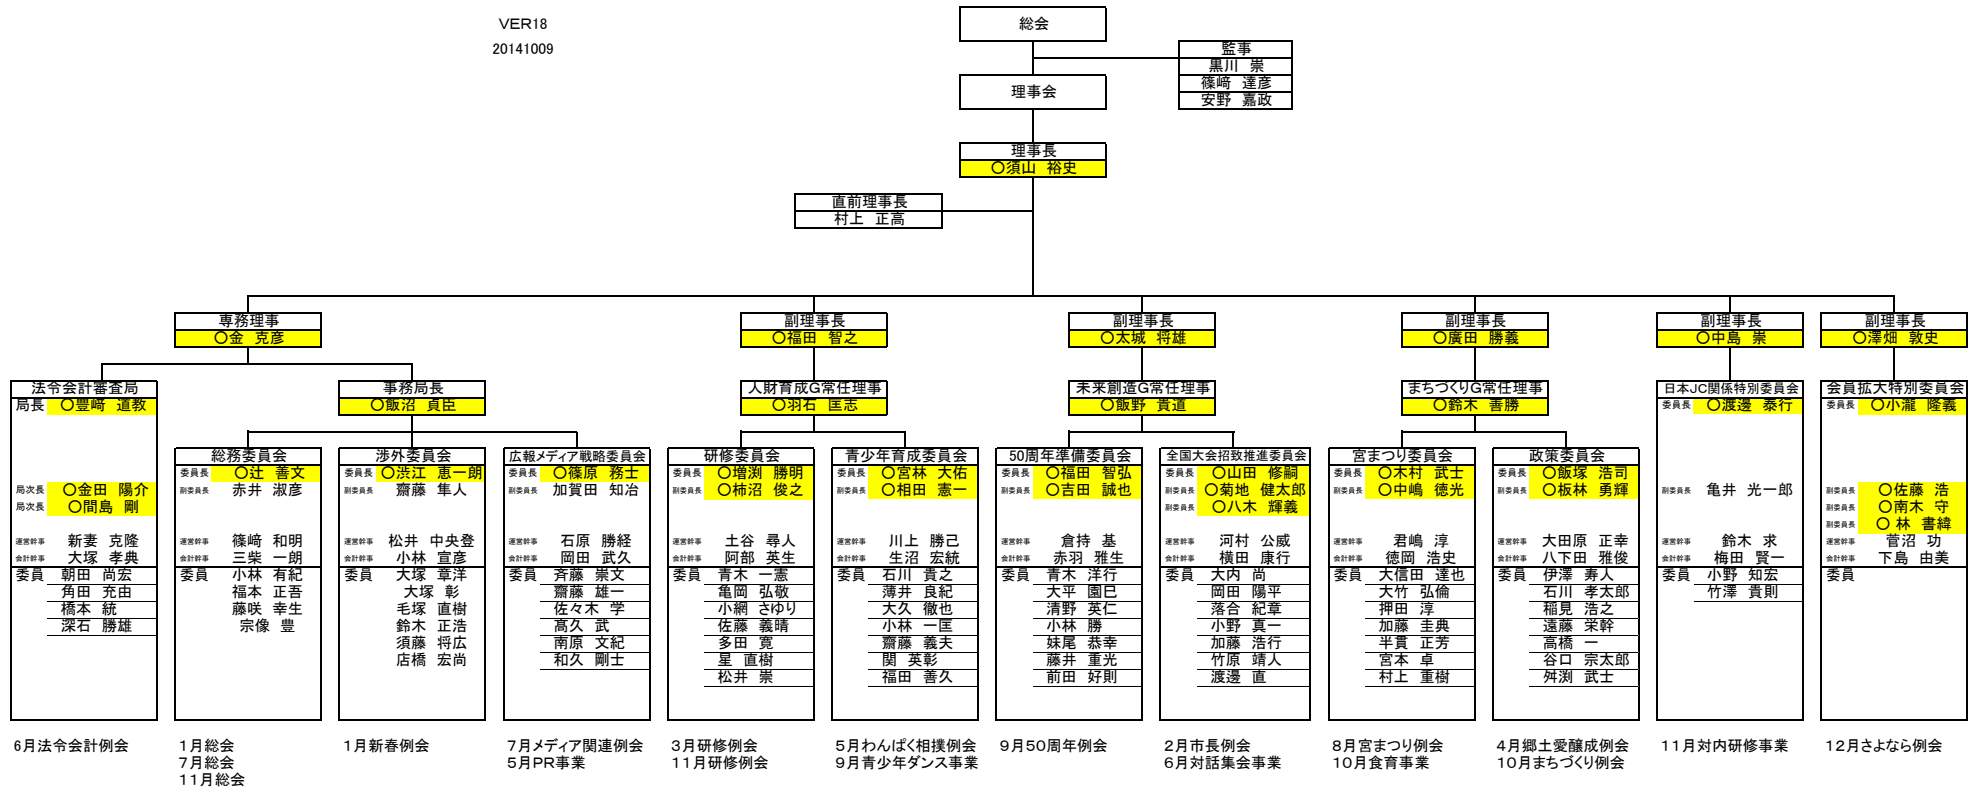 VER18
20141009
総会
監事
黒川 崇
篠﨑 達彦
安野 嘉政
理事会
理事長
〇須山 裕史
直前理事長
村上 正高
専務理事
〇金 克彦
副理事長
〇福田 智之
副理事長
〇太城 将雄
副理事長
〇廣田 勝義
副理事長
〇中島 崇
副理事長
〇澤畑 敦史
法令会計審査局
局長 〇豊﨑 道教
局次長 〇金田 陽介
局次長 〇間島 剛
運営幹事 新妻 克隆
会計幹事 大塚 孝典
委員 朝田 尚宏
角田 充由
橋本 統
深石 勝雄
6月法令会計例会
事務局長
〇飯沼 貞臣
総務委員会
委員長 〇辻 善文
副委員長 赤井 淑彦
運営幹事 篠﨑 和明
会計幹事 三柴 一朗
委員 小林 有紀
福本 正吾
藤咲 幸生
宗像 豊
1月総会
7月総会
11月総会
渉外委員会
委員長 〇渋江 恵一朗
副委員長 齋藤 隼人
運営幹事 松井 中央登
会計幹事 小林 宣彦
委員 大塚 章洋
大塚 彰
毛塚 直樹
鈴木 正浩
須藤 将広
店橋 宏尚
1月新春例会
広報メディア戦略委員会
委員長 〇篠原 務士
副委員長 加賀田 知冶
運営幹事 石原 勝経
会計幹事 岡田 武久
委員 斉藤 崇文
齋藤 雄一
佐々木 学
髙久 武
南原 文紀
和久 剛士
7月メディア関連例会
5月PR事業
人財育成G常任理事
〇羽石 匡志
研修委員会
委員長 〇増渕 勝明
副委員長 〇柿沼 俊之
運営幹事 土谷 尋人
会計幹事 阿部 英生
委員 青木 一憲
亀岡 弘敬
小網 さゆり
佐藤 義晴
多田 寛
星 直樹
松井 崇
3月研修例会
11月研修例会
青少年育成委員会
委員長 〇宮林 大佑
副委員長 〇相田 憲一
運営幹事 川上 勝己
会計幹事 生沼 宏統
委員 石川 貴之
薄井 良紀
大久 徹也
小林 一匡
齋藤 義夫
関 英彰
福田 善久
5月わんぱく相撲例会
9月青少年ダンス事業
未来創造G常任理事
〇飯野 貴道
50周年準備委員会
委員長 〇福田 智弘
副委員長 〇吉田 誠也
運営幹事 倉持 基
会計幹事 赤羽 雅生
委員 青木 洋行
大平 園巳
清野 英仁
小林 勝
妹尾 恭幸
藤井 重光
前田 好則
9月50周年例会
全国大会招致推進委員会
委員長 〇山田 修嗣
副委員長 〇菊地 健太郎
副委員長 〇八木 輝義
運営幹事 河村 公威
会計幹事 横田 康行
委員 大内 尚
岡田 陽平
落合 紀章
小野 真一
加藤 浩行
竹原 靖人
渡邊 直
2月市長例会
6月対話集会事業
まちづくりG常任理事
〇鈴木 善勝
宮まつり委員会
委員長 〇木村 武士
副委員長 〇中嶋 徳光
運営幹事 君嶋 淳
会計幹事 徳岡 浩史
委員 大信田 達也
大竹 弘倫
押田 淳
加藤 圭典
半貫 正芳
宮本 卓
村上 重樹
8月宮まつり例会
10月食育事業
政策委員会
委員長 〇飯塚 浩司
副委員長 〇板林 勇輝
運営幹事 大田原 正幸
会計幹事 八下田 雅俊
委員 伊澤 寿人
石川 孝太郎
稲見 浩之
遠藤 栄幹
高橋 一
谷口 宗太郎
舛渕 武士
4月郷土愛醸成例会
10月まちづくり例会
日本JC関係特別委員会
委員長 〇渡邊 泰行
副委員長 亀井 光一郎
運営幹事 鈴木 求
会計幹事 梅田 賢一
委員 小野 知宏
竹澤 貴則
11月対内研修事業
会員拡大特別委員会
委員長 〇小瀧 隆義
副委員長 〇佐藤 浩
副委員長 〇南木 守
副委員長 〇 林 書緯
運営幹事 菅沼 功
会計幹事 下島 由美
委員
12月さよなら例会